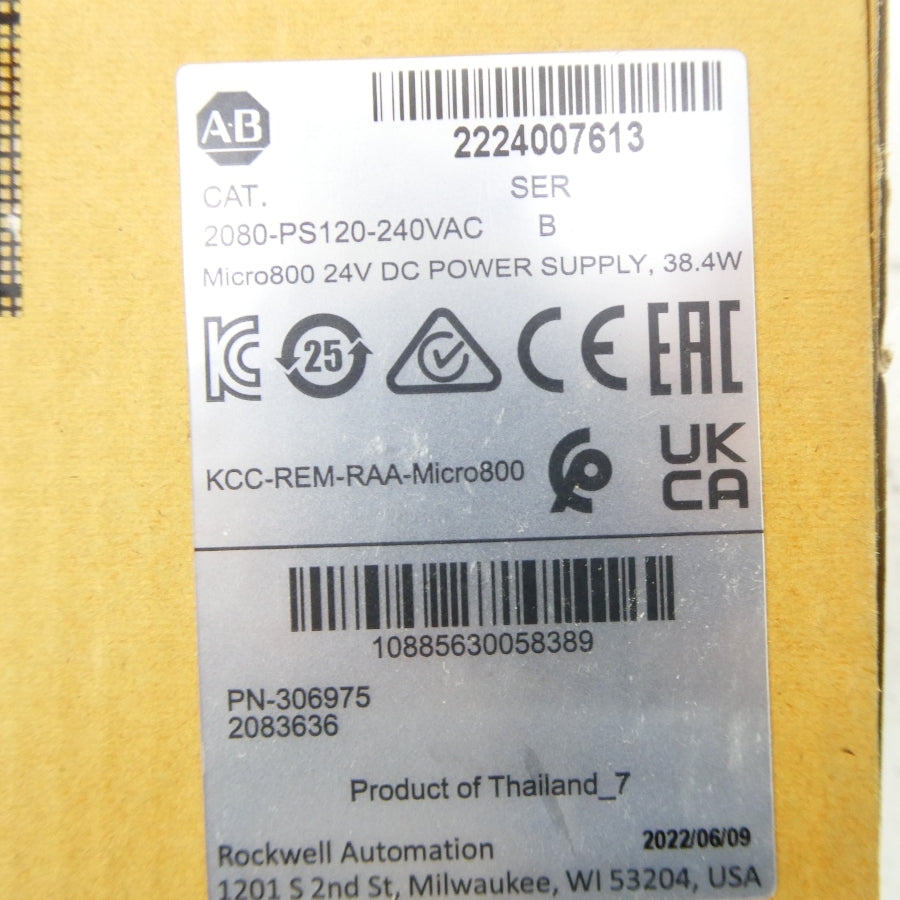 A-B
2224007613
CAT. SER
2080-PS120-240VAC B
Micro800 24V DC POWER SUPPLY, 38.4W
KC 25 CE EAC
KCC-REM-RAA-Micro800 UK
CA
10885630058389
PN-306975
2083636
Product of Thailand_7
Rockwell Automation 2022/06/09
1201 S 2nd St, Milwaukee, WI 53204, USA